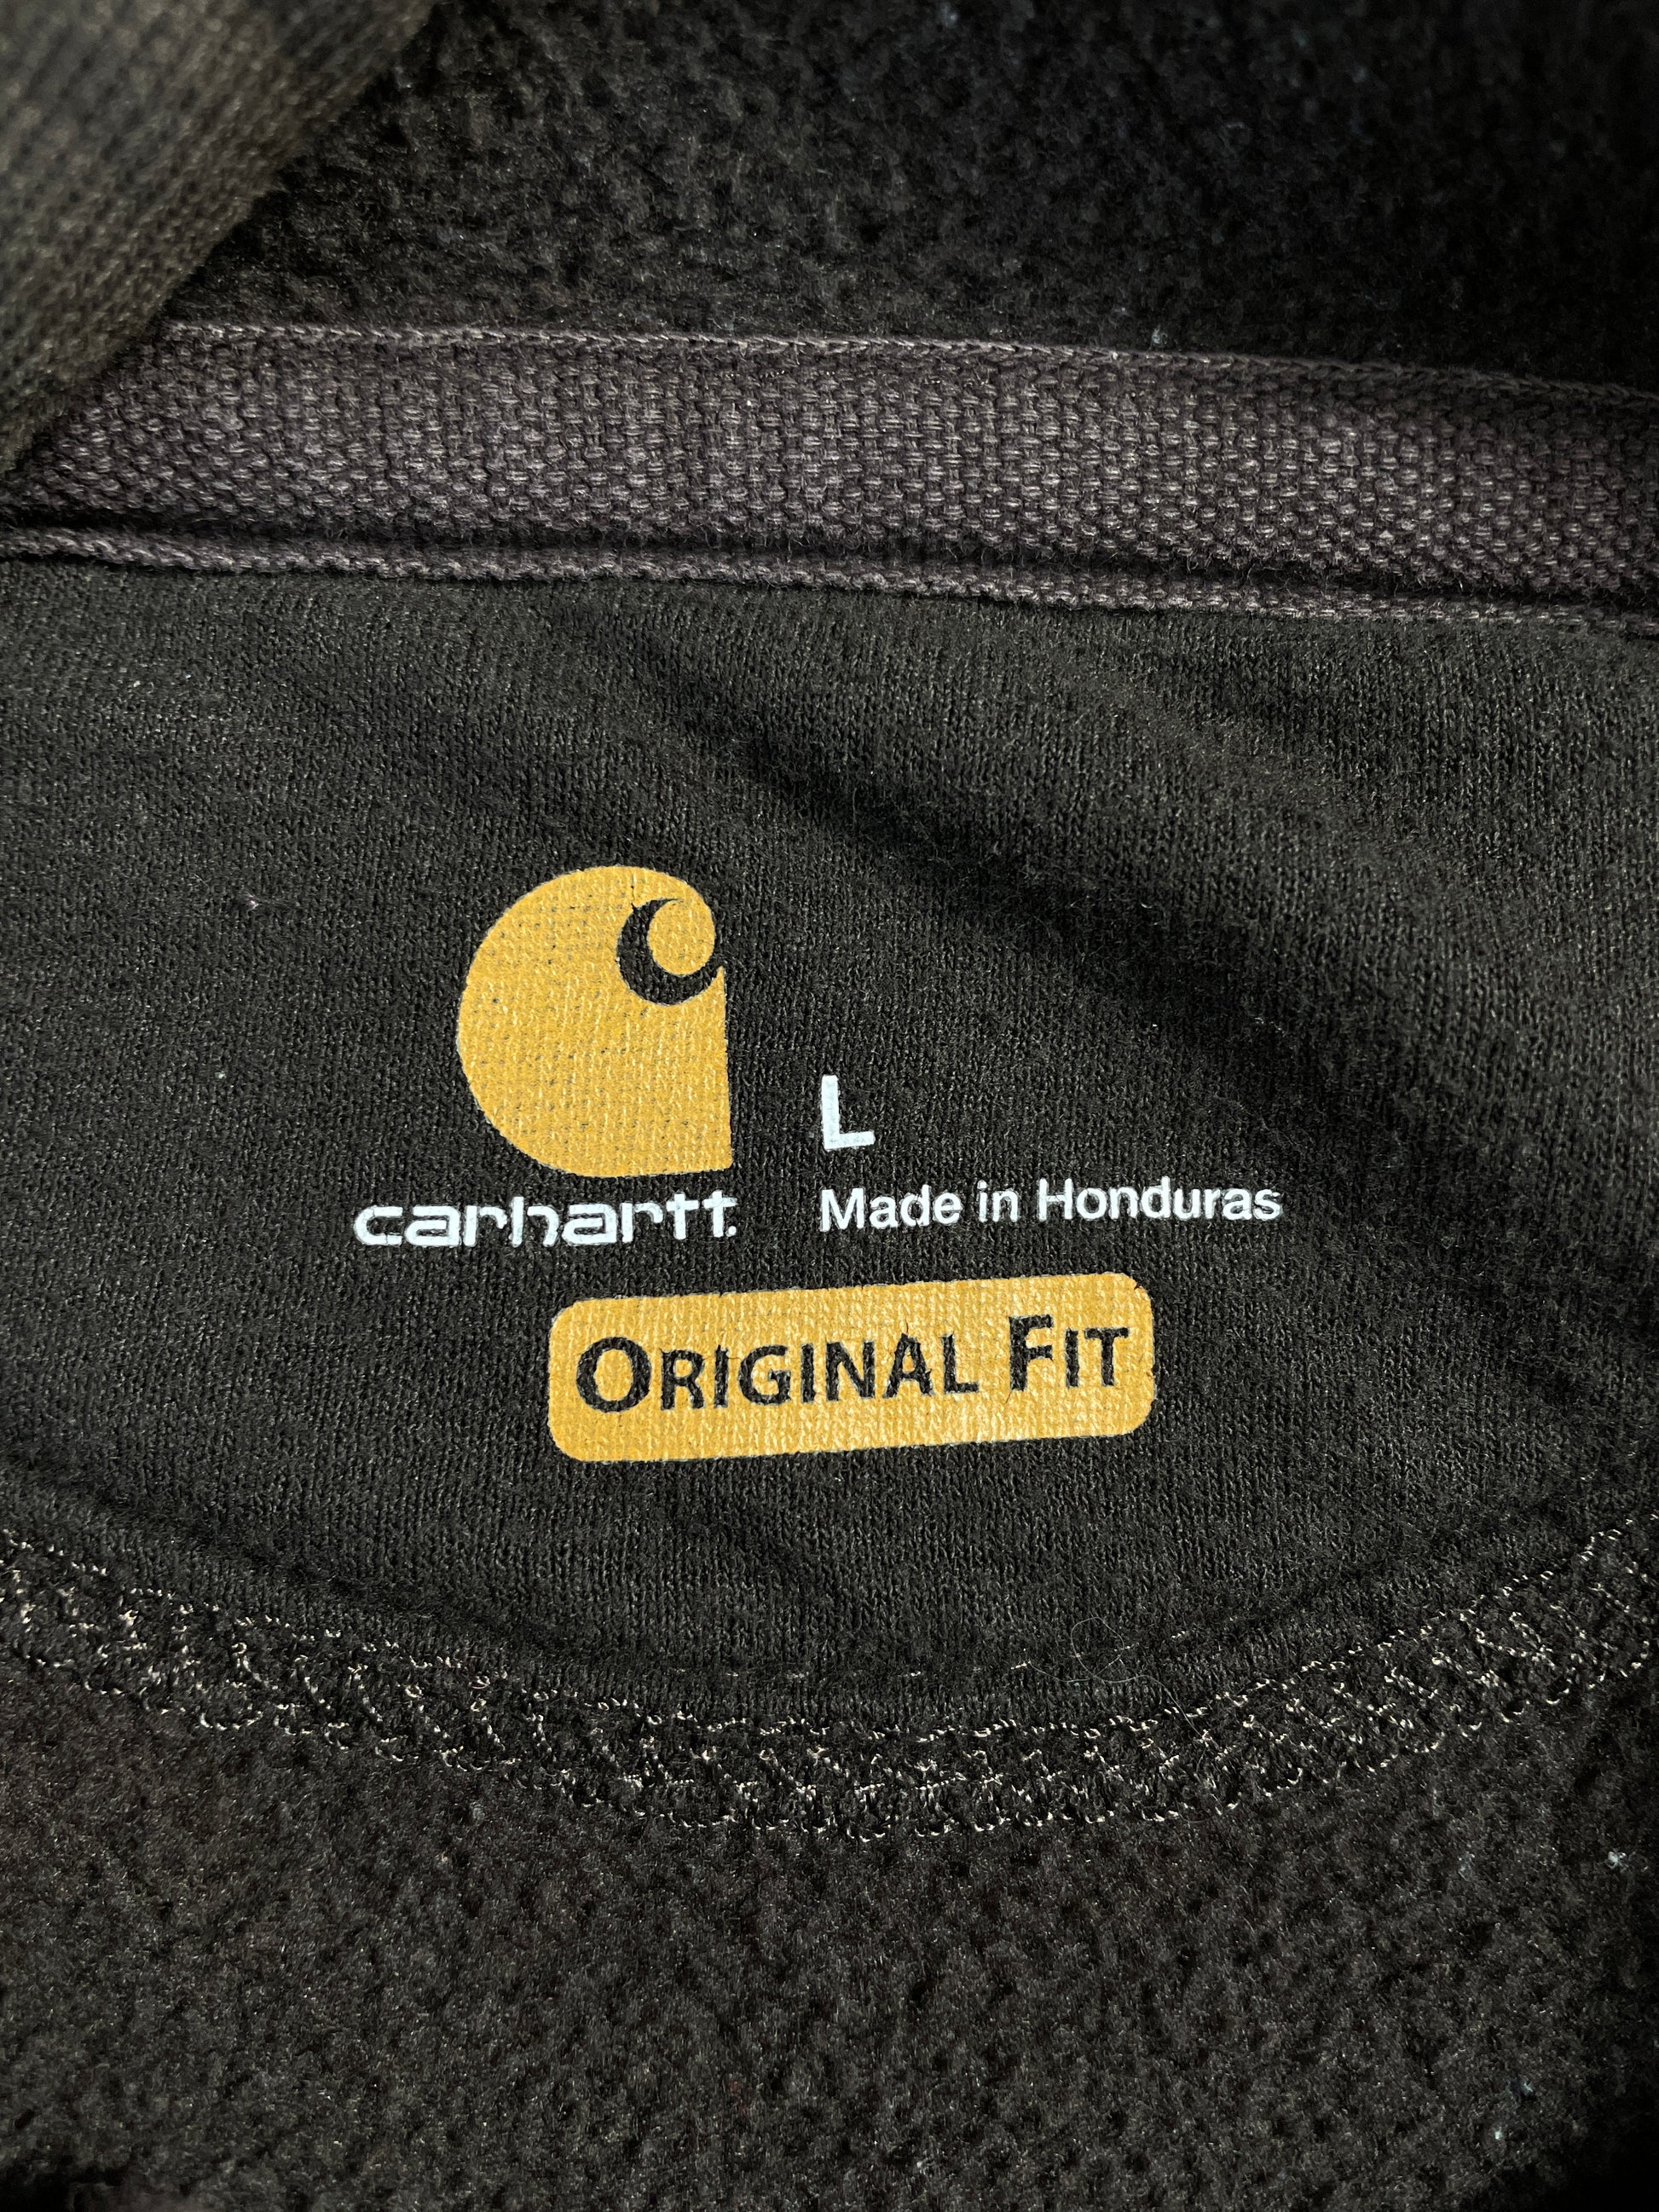 L
carhartt.
Made in Honduras
ORIGINAL FIT